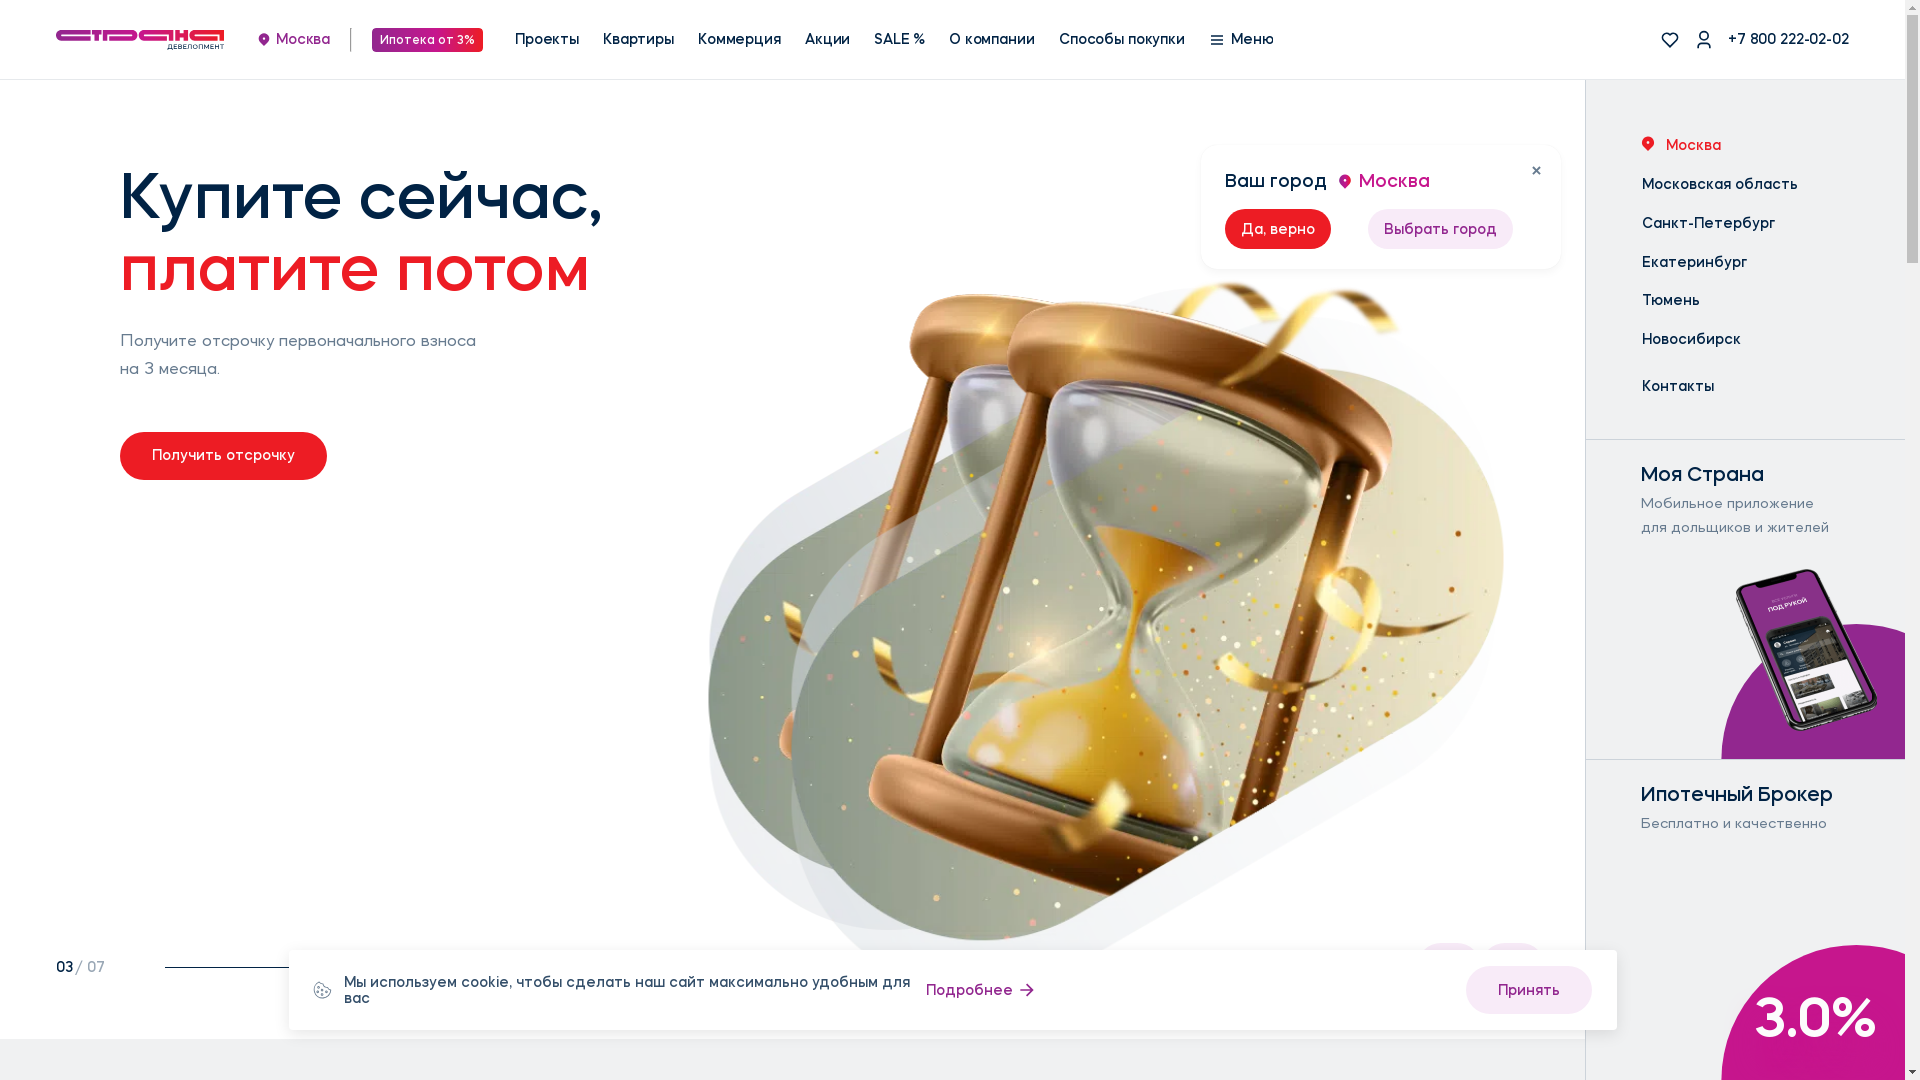 СТРАНА
ДЕВЕЛОПМЕНТ
Москва
Ипотека от 3%
Проекты
Квартиры
Коммерция
Акции
SALE %
О компании
Способы покупки
Меню
+7 800 222-02-02
Купите сейчас,
платите потом
Получите отсрочку первоначального взноса
на 3 месяца.
Получить отсрочку
Ваш город
Москва
×
Да, верно
Выбрать город
Москва
Московская область
Санкт-Петербург
Екатеринбург
Тюмень
Новосибирск
Контакты
Моя Страна
Мобильное приложение
для дольщиков и жителей
ПОД РУКОЙ
Ипотечный Брокер
Бесплатно и качественно
3.0%
03 / 07
Мы используем cookie, чтобы сделать наш сайт максимально удобным для
вас
Подробнее
Принять